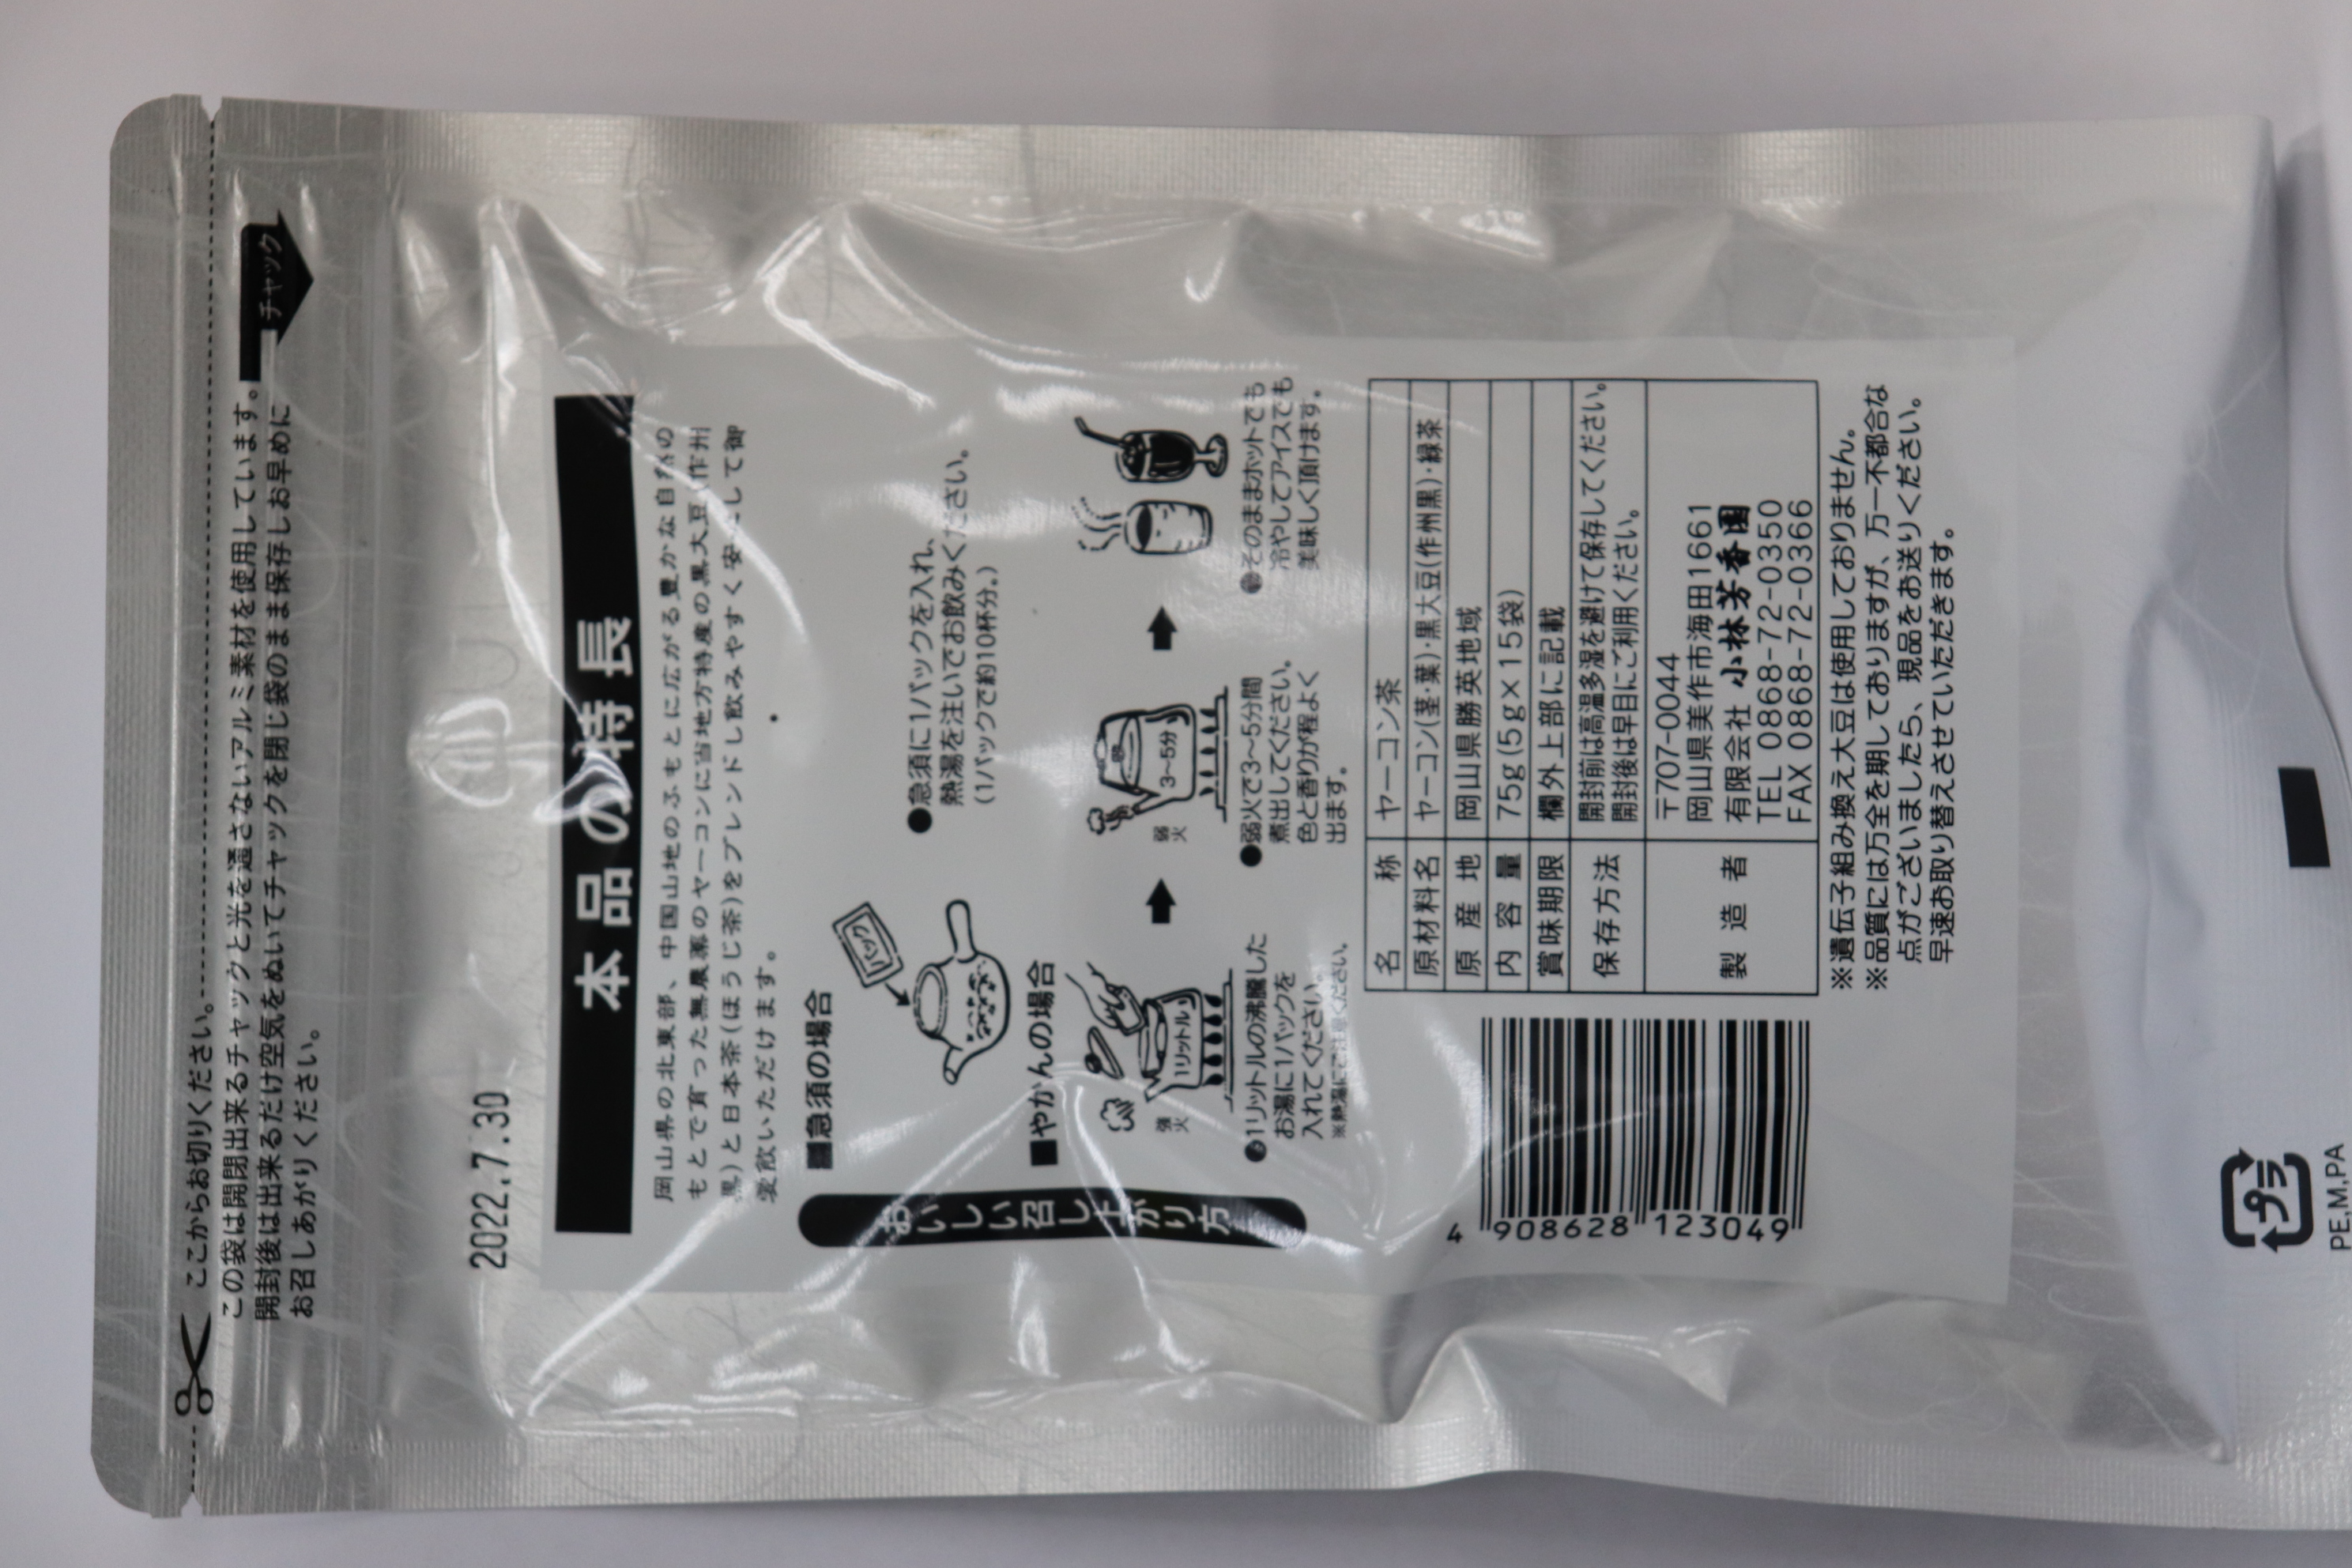 ここからお切りください。
この袋は開閉出来るチャックと光を通さないアルミ素材を使用しています。
開封後は出来るだけ空気をぬいてチャックを閉じ袋のまま保存しお早めに
お召しあがりください。
チャック
2022.7.30
本品の特長
岡山県の北東部、中国山地のふもとに広がる豊かな自然の
もとで育った無農薬のヤーコンに当地方特産の黒大豆(作州
黒)と日本茶(ほうじ茶)をブレンドし飲みやすく安心して御
愛飲いただけます。
おいしい召し上がり方
■急須の場合
パック
●急須に1パックを入れ、
熱湯を注いでお飲みください。
(1パックで約10杯分。)
■やかんの場合
強火
1リットル
●1リットルの沸騰した
お湯に1パックを
入れてください。
※熱湯にご注意ください。
弱火
3〜5分
●弱火で3〜5分間
煮出してください。
色と香りが程よく
出ます。
●そのままホットでも
冷やしてアイスでも
美味しく頂けます。
名称 ヤーコン茶
原材料名 ヤーコン(茎・葉)・黒大豆(作州黒)・緑茶
原産地 岡山県勝英地域
内容量 75g(5g×15袋)
賞味期限 欄外上部に記載
保存方法 開封前は高温多湿を避けて保存してください。
開封後は早目にご利用ください。
製造者 〒707-0044
岡山県美作市海田1661
有限会社 小林芳香園
TEL 0868-72-0350
FAX 0868-72-0366
4 908628 123049
※遺伝子組み換え大豆は使用しておりません。
※品質には万全を期しておりますが、万一不都合な
点がございましたら、現品をお送りください。
早速お取り替えさせていただきます。
プラ
PE,M,PA